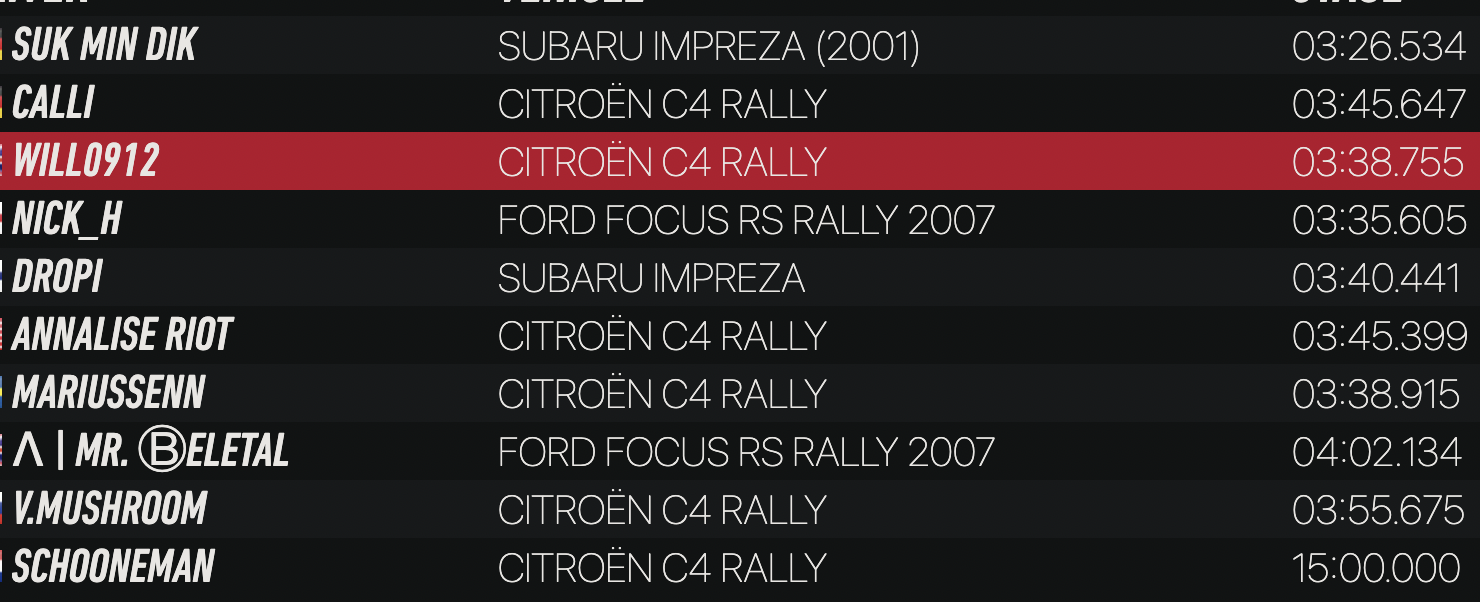 SUK MIN DIK SUBARU IMPREZA (2001) 03:26.534
CALLI CITROËN C4 RALLY 03:45.647
WILL0912 CITROËN C4 RALLY 03:38.755
NICK_H FORD FOCUS RS RALLY 2007 03:35.605
DROPI SUBARU IMPREZA 03:40.441
ANNALISE RIOT CITROËN C4 RALLY 03:45.399
MARIUSSENN CITROËN C4 RALLY 03:38.915
Λ | MR. ⒷELETAL FORD FOCUS RS RALLY 2007 04:02.134
V.MUSHROOM CITROËN C4 RALLY 03:55.675
SCHOONEMAN CITROËN C4 RALLY 15:00.000